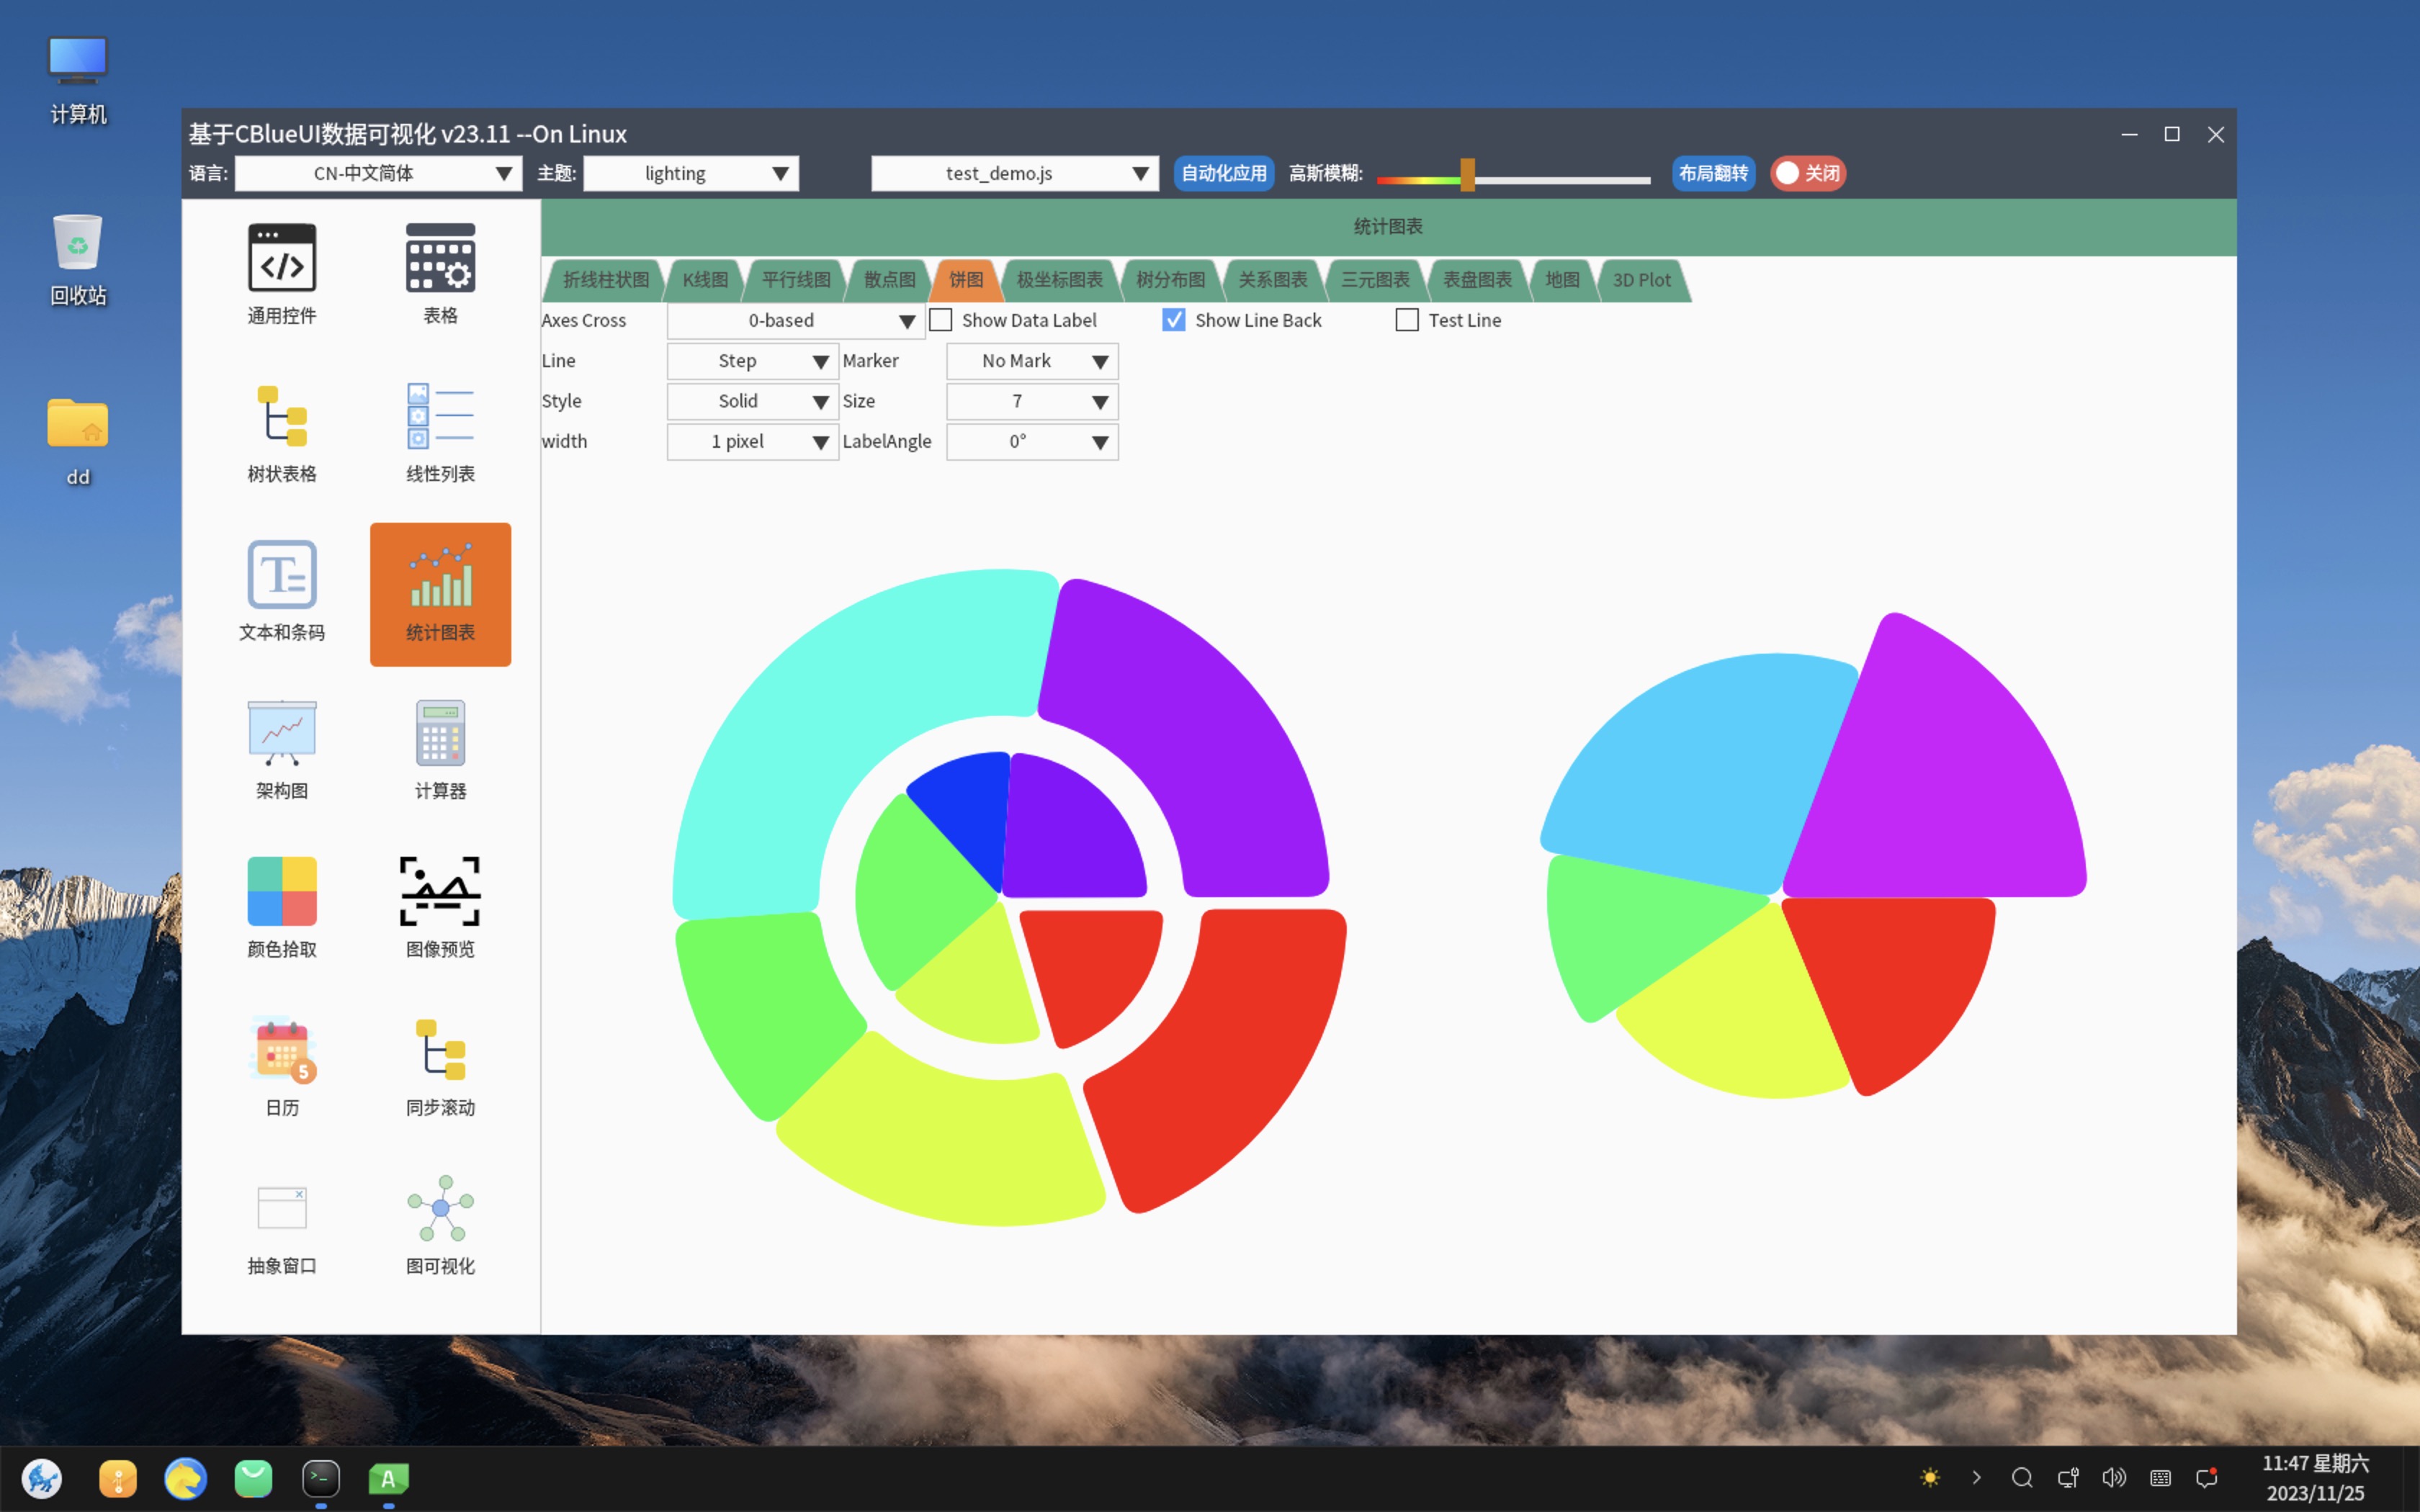 计算机
回收站
dd
基于CBlueUI数据可视化 v23.11 --On Linux
语言: CN-中文简体 主题: lighting test_demo.js 自动化应用 高斯模糊: 布局翻转 关闭
通用控件 表格
树状表格 线性列表
文本和条码 统计图表
架构图 计算器
颜色拾取 图像预览
5
日历 同步滚动
抽象窗口 图可视化
统计图表
折线柱状图 K线图 平行线图 散点图 饼图 极坐标图表 树分布图 关系图表 三元图表 表盘图表 地图 3D Plot
Axes Cross 0-based Show Data Label Show Line Back Test Line
Line Step Marker No Mark
Style Solid Size 7
width 1 pixel LabelAngle 0°
A
11:47 星期六
2023/11/25